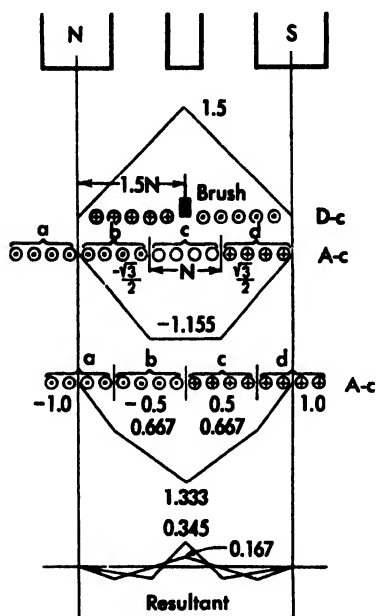 N S
1.5
1.5N Brush
D-c
a b c d A-c
-√3/2 N √3/2
-1.155
a b c d A-c
-1.0 -0.5 0.5 1.0
0.667 0.667
1.333
0.345
0.167
Resultant